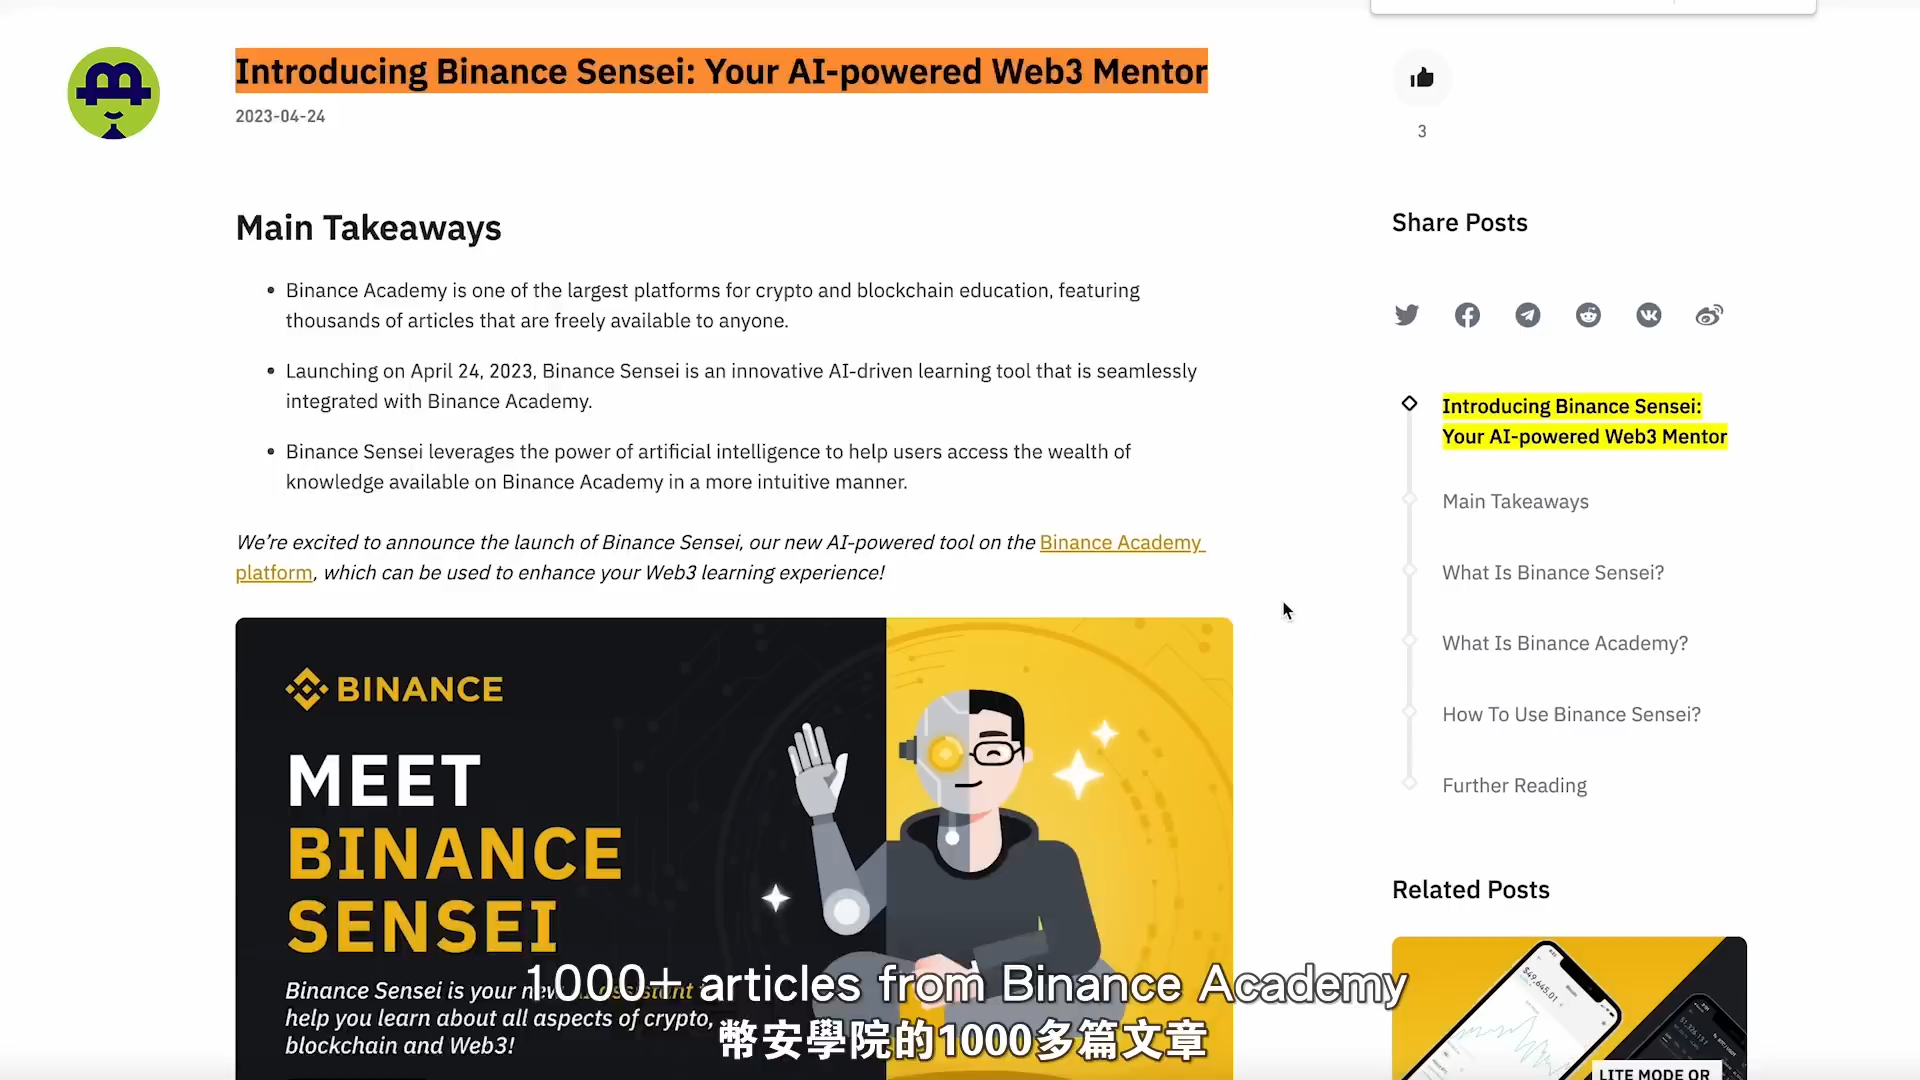 Introducing Binance Sensei: Your AI-powered Web3 Mentor
2023-04-24
3
Main Takeaways
Binance Academy is one of the largest platforms for crypto and blockchain education, featuring
thousands of articles that are freely available to anyone.
Launching on April 24, 2023, Binance Sensei is an innovative AI-driven learning tool that is seamlessly
integrated with Binance Academy.
Binance Sensei leverages the power of artificial intelligence to help users access the wealth of
knowledge available on Binance Academy in a more intuitive manner.
We're excited to announce the launch of Binance Sensei, our new AI-powered tool on the Binance Academy
platform, which can be used to enhance your Web3 learning experience!
BINANCE
MEET
BINANCE
SENSEI
Binance Sensei is your new assistant
help you learn about all aspects of crypto,
blockchain and Web3!
1000+ articles from Binance Academy
幣安學院的1000多篇文章
Share Posts
Introducing Binance Sensei:
Your AI-powered Web3 Mentor
Main Takeaways
What Is Binance Sensei?
What Is Binance Academy?
How To Use Binance Sensei?
Further Reading
Related Posts
$49,645.01
LITE MODE OR